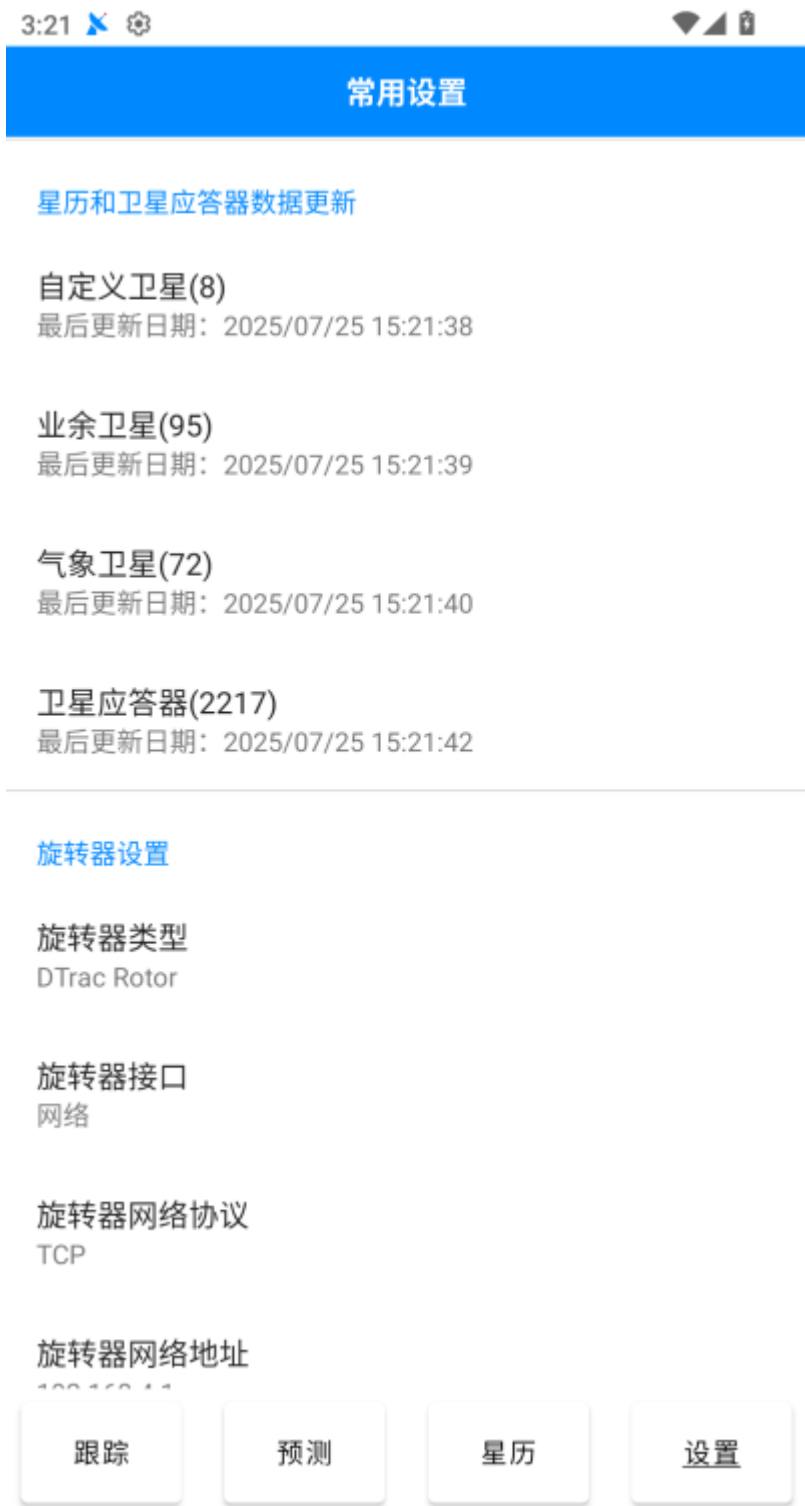 3:21
常用设置
星历和卫星应答器数据更新
自定义卫星(8)
最后更新日期：2025/07/25 15:21:38
业余卫星(95)
最后更新日期：2025/07/25 15:21:39
气象卫星(72)
最后更新日期：2025/07/25 15:21:40
卫星应答器(2217)
最后更新日期：2025/07/25 15:21:42
旋转器设置
旋转器类型
DTrac Rotor
旋转器接口
网络
旋转器网络协议
TCP
旋转器网络地址
跟踪 预测 星历 设置